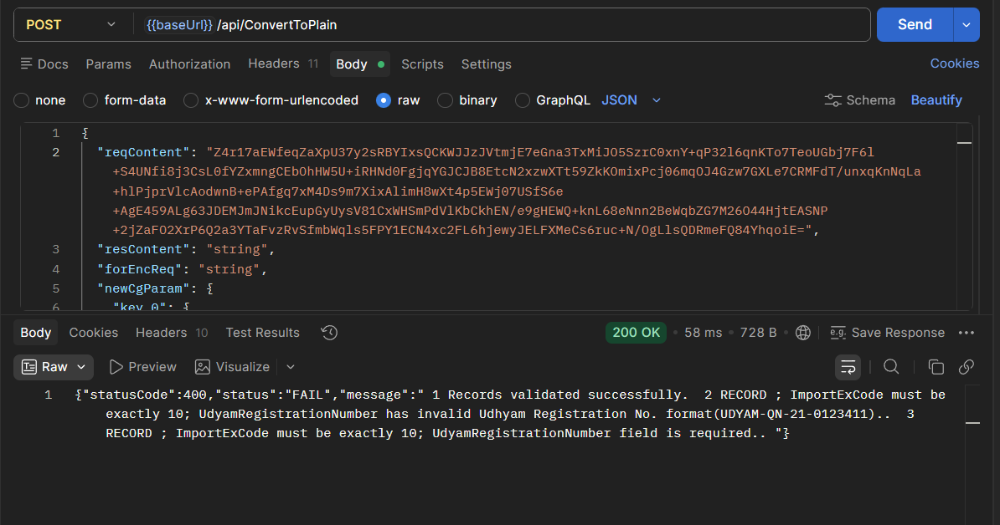 POST {{baseUrl}} /api/ConvertToPlain Send
Docs Params Authorization Headers 11 Body Scripts Settings Cookies
none form-data x-www-form-urlencoded raw binary GraphQL JSON Schema Beautify
1 {
2 "reqContent": "Z4r17aEWfeqZaXpU37y2sRBYIxsQCKWJJzJVtmjE7eGna3TxMiJO5SzrC0xnY+qP32l6qnKTo7TeoUGbj7F6l
+S4UNfi8j3CsL0fYZxmngCEbOhHW5U+iRHNd0FgjqYGJCJB8EtcN2xzwXTt59ZkKOmixPcj06mqOJ4Gzw7GXLe7CRMFdT/unxqKnNqLa
+hlPjprVlcAodwnB+ePAfgq7xM4Ds9m7XixAlimH8wXt4p5EWj07USfS6e
+AgE459ALg63JDEMJmJNikcEupGyUysV81CxWHSmPdVlKbCkhEN/e9gHEWQ+knL68eNnn2BeWqbZG7M26O44HjtEASNP
+2jZaFO2XrP6Q2a3YTaFvzRvSfmbWqls5FPY1ECN4xc2FL6hjewyJELFXMeCs6ruc+N/OgLlsQDRmeFQ84YhqoiE=",
3 "resContent": "string",
4 "forEncReq": "string",
5 "newCgParam": {
6 "key_0": {
Body Cookies Headers 10 Test Results 200 OK • 58 ms • 728 B • e.g. Save Response
Raw Preview Visualize
1 {"statusCode":400,"status":"FAIL","message":" 1 Records validated successfully.  2 RECORD ; ImportExCode must be
exactly 10; UdyamRegistrationNumber has invalid Udhyam Registration No. format(UDYAM-QN-21-0123411)..  3
RECORD ; ImportExCode must be exactly 10; UdyamRegistrationNumber field is required.. "}